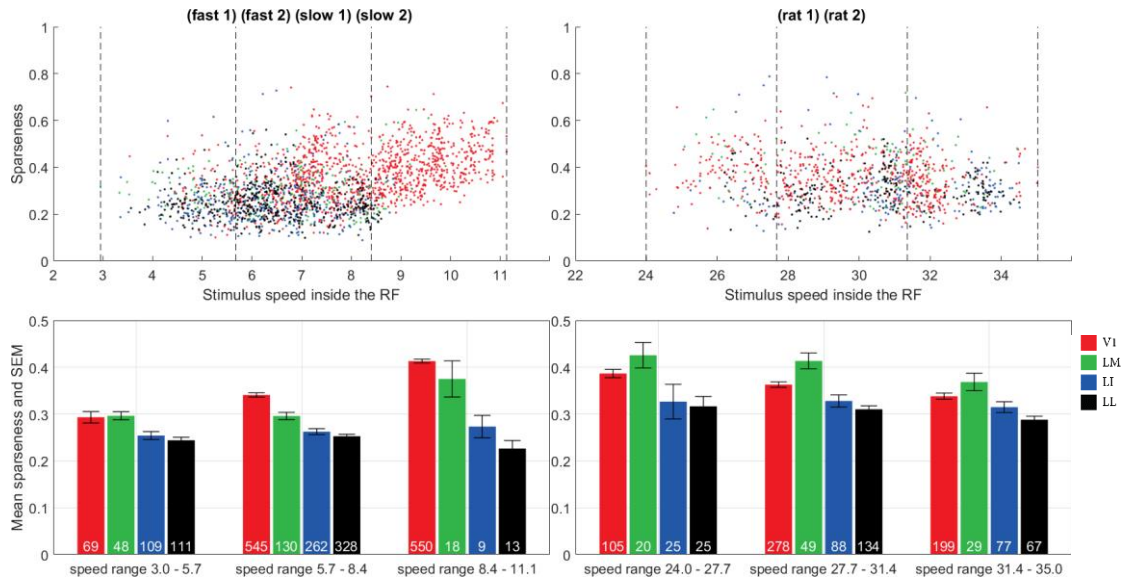 (fast 1) (fast 2) (slow 1) (slow 2)
1
0.8
0.6
0.4
0.2
0
Sparseness
2 3 4 5 6 7 8 9 10 11
Stimulus speed inside the RF
(rat 1) (rat 2)
1
0.8
0.6
0.4
0.2
0
22 24 26 28 30 32 34
Stimulus speed inside the RF
0.5
0.4
0.3
0.2
0.1
0
Mean sparseness and SEM
69 48 109 111 545 130 262 328 550 18 9 13
speed range 3.0 - 5.7 5.7 - 8.4 speed range 8.4 - 11.1
0.5
0.4
0.3
0.2
0.1
0
105 20 25 25 278 49 88 134 199 29 77 67
speed range 24.0 - 27.7 speed range 27.7 - 31.4 speed range 31.4 - 35.0
V1
LM
LI
LL